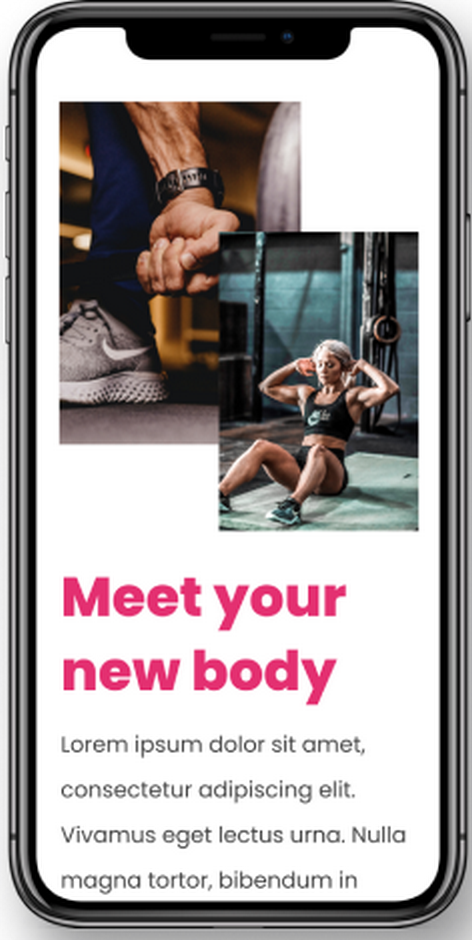 Meet your
new body
Lorem ipsum dolor sit amet,
consectetur adipiscing elit.
Vivamus eget lectus urna. Nulla
magna tortor, bibendum in